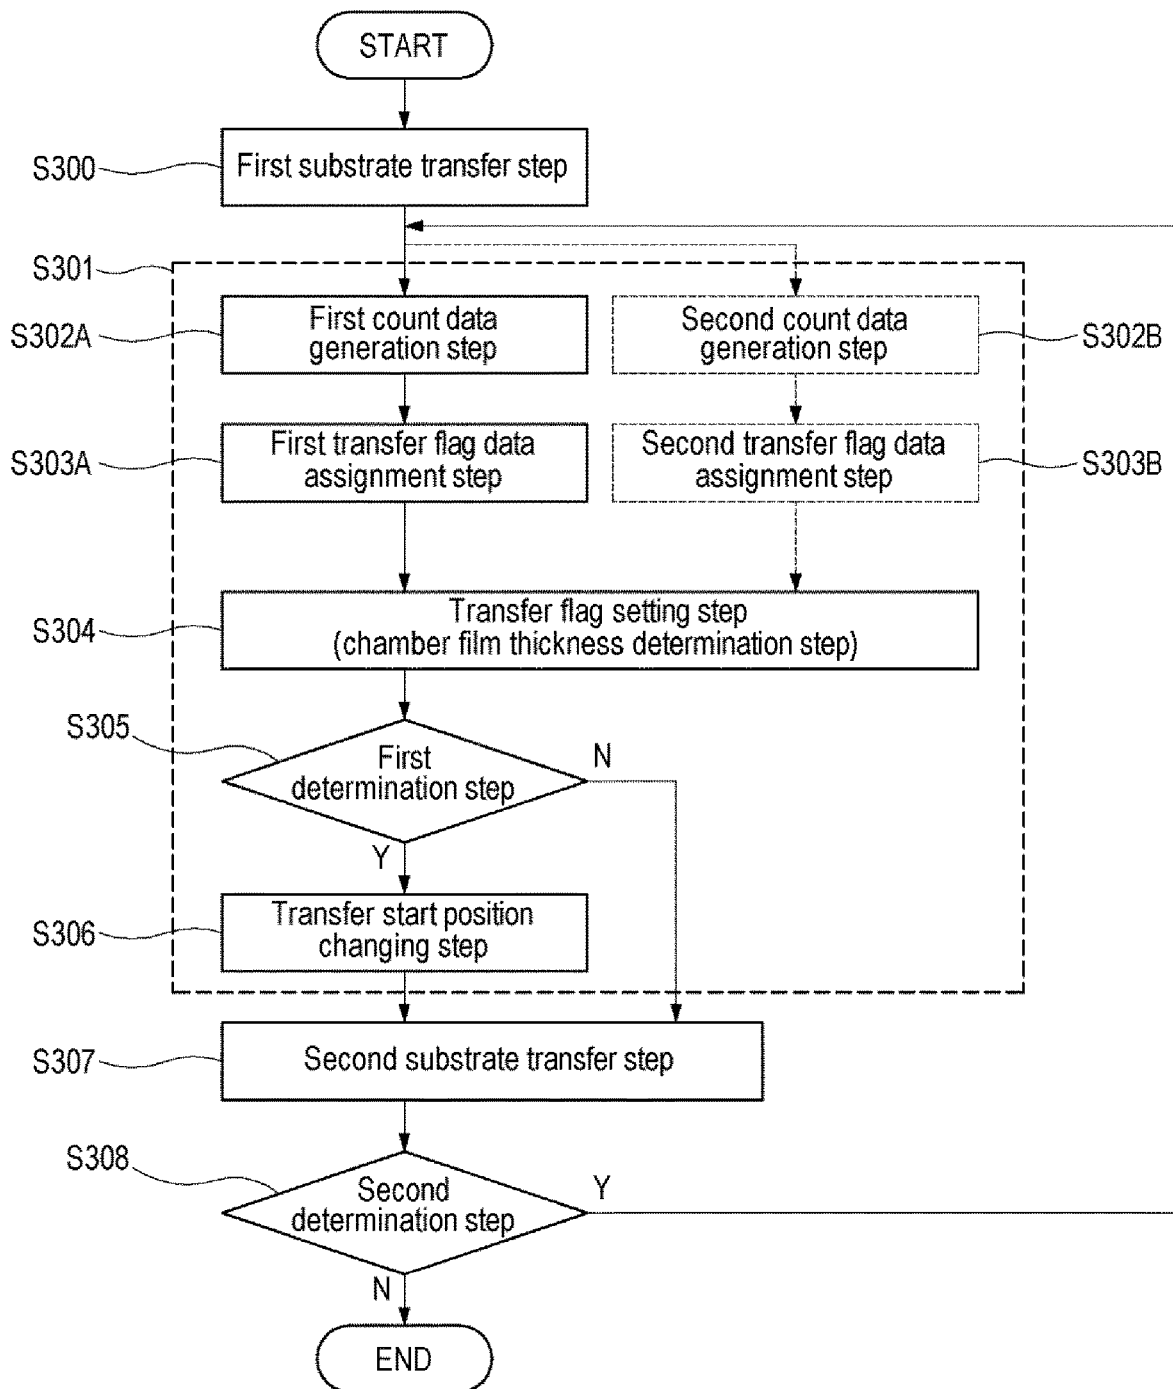 START
S300
First substrate transfer step
S301
S302A
First count data
generation step
Second count data
generation step
S302B
S303A
First transfer flag data
assignment step
Second transfer flag data
assignment step
S303B
S304
Transfer flag setting step
(chamber film thickness determination step)
S305
First
determination step
N
Y
S306
Transfer start position
changing step
S307
Second substrate transfer step
S308
Second
determination step
Y
N
END